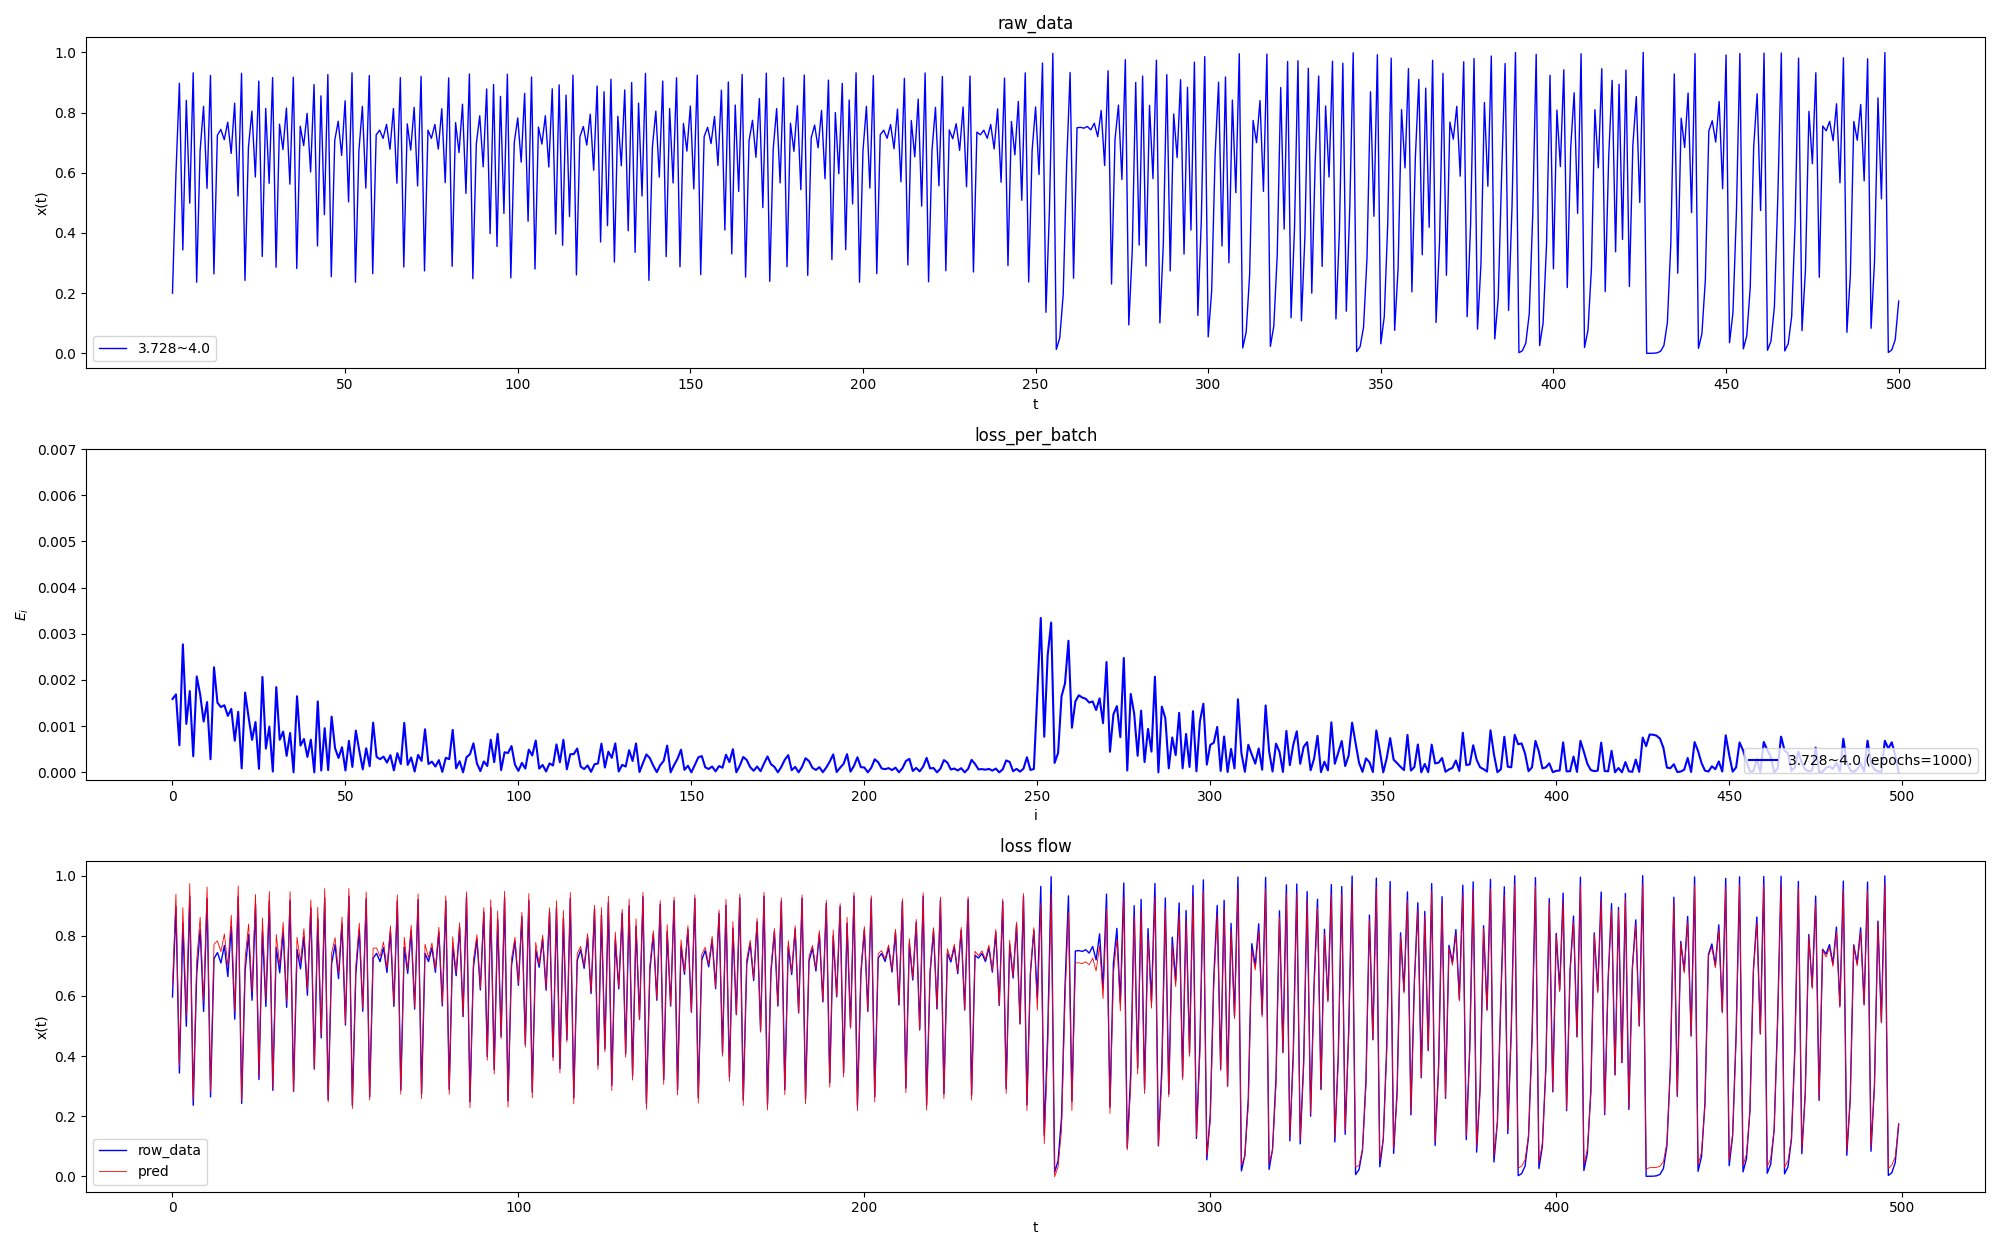 raw_data
1.0
0.8
0.6
0.4
0.2
0.0
x(t)
3.728~4.0
50 100 150 200 250 300 350 400 450 500
t
loss_per_batch
0.007
0.006
0.005
0.004
0.003
0.002
0.001
0.000
E_i
3.728~4.0 (epochs=1000)
0 50 100 150 200 250 300 350 400 450 500
i
loss flow
1.0
0.8
0.6
0.4
0.2
0.0
x(t)
row_data
pred
0 100 200 300 400 500
t